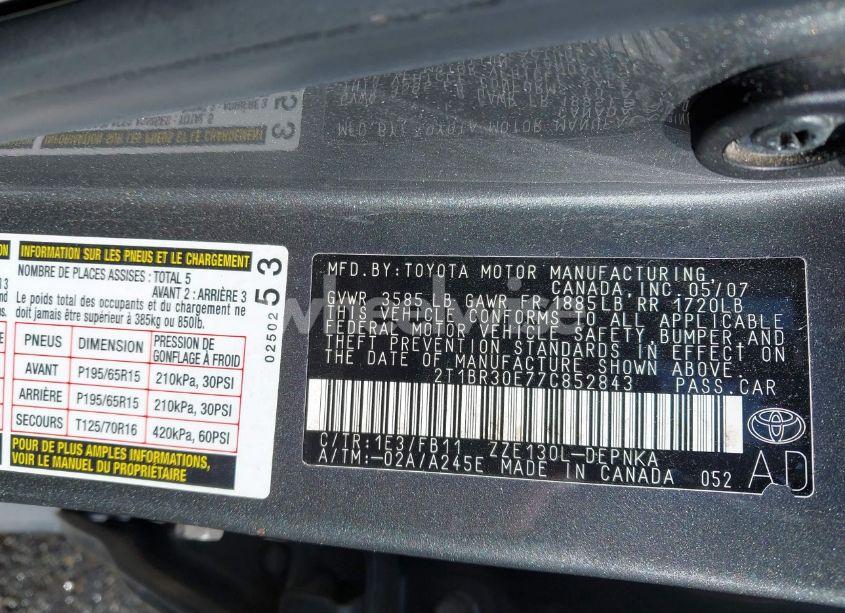 ON
INFORMATION SUR LES PNEUS ET LE CHARGEMENT
NOMBRE DE PLACES ASSISES : TOTAL 5
AVANT 2 : ARRIÈRE 3
Le poids total des occupants et du chargement ne
doit jamais être supérieur à 385kg ou 850lb.
PNEUS DIMENSION PRESSION DE GONFLAGE À FROID
AVANT P195/65R15 210kPa, 30PSI
ARRIÈRE P195/65R15 210kPa, 30PSI
SECOURS T125/70R16 420kPa, 60PSI
POUR DE PLUS AMPLES DÉTAILS,
VOIR LE MANUEL DU PROPRIÉTAIRE
02502 53
MFD. BY: TOYOTA MOTOR MANUFACTURING
CANADA, INC. 05/07
GVWR 3585LB GAWR FR 1885LB RR 1720LB
THIS VEHICLE CONFORMS TO ALL APPLICABLE
FEDERAL MOTOR VEHICLE SAFETY, BUMPER, AND
THEFT PREVENTION STANDARDS IN EFFECT ON
THE DATE OF MANUFACTURE SHOWN ABOVE.
2T1BR30E77C852843 PASS. CAR
C/TR:1E3/FB11 ZZE130L-DEPNKA
A/TM:-02A/A245E MADE IN CANADA 052
TOYOTA
AD